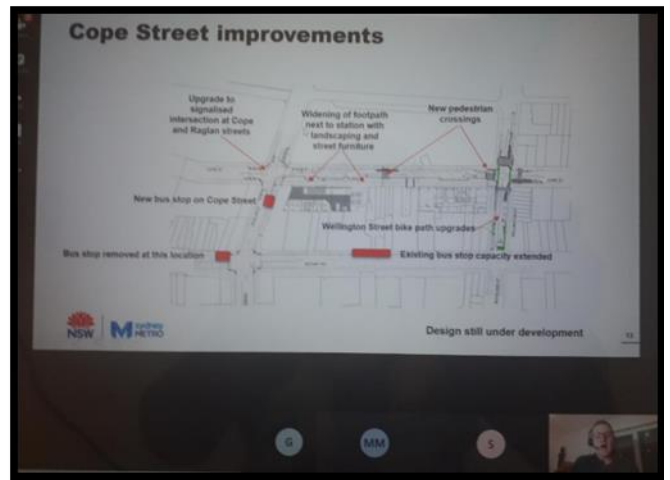 Cope Street improvements
Upgrade to
signalised
intersection at Cope
and Raglan streets
Widening of footpath
next to station with
landscaping and
street furniture
New pedestrian
crossings
New bus stop on Cope Street
Wellington Street bike path upgrades
Bus stop removed at this location
Existing bus stop capacity extended
NSW
sydney
METRO
Design still under development
G
MM
S